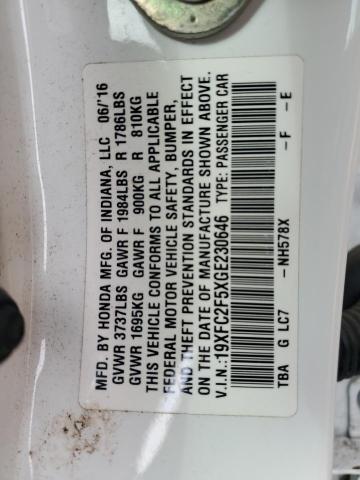 MFD. BY HONDA MFG. OF INDIANA, LLC 06/'16
GVWR 3737LBS GAWR F 1984LBS R 1786LBS
GVWR 1695KG GAWR F 900KG R 810KG
THIS VEHICLE CONFORMS TO ALL APPLICABLE
FEDERAL MOTOR VEHICLE SAFETY, BUMPER,
AND THEFT PREVENTION STANDARDS IN EFFECT
ON THE DATE OF MANUFACTURE SHOWN ABOVE.
V.I.N.:19XFC2F5XGE230646 TYPE: PASSENGER CAR
TBA G LC7 -NH578X -F -E